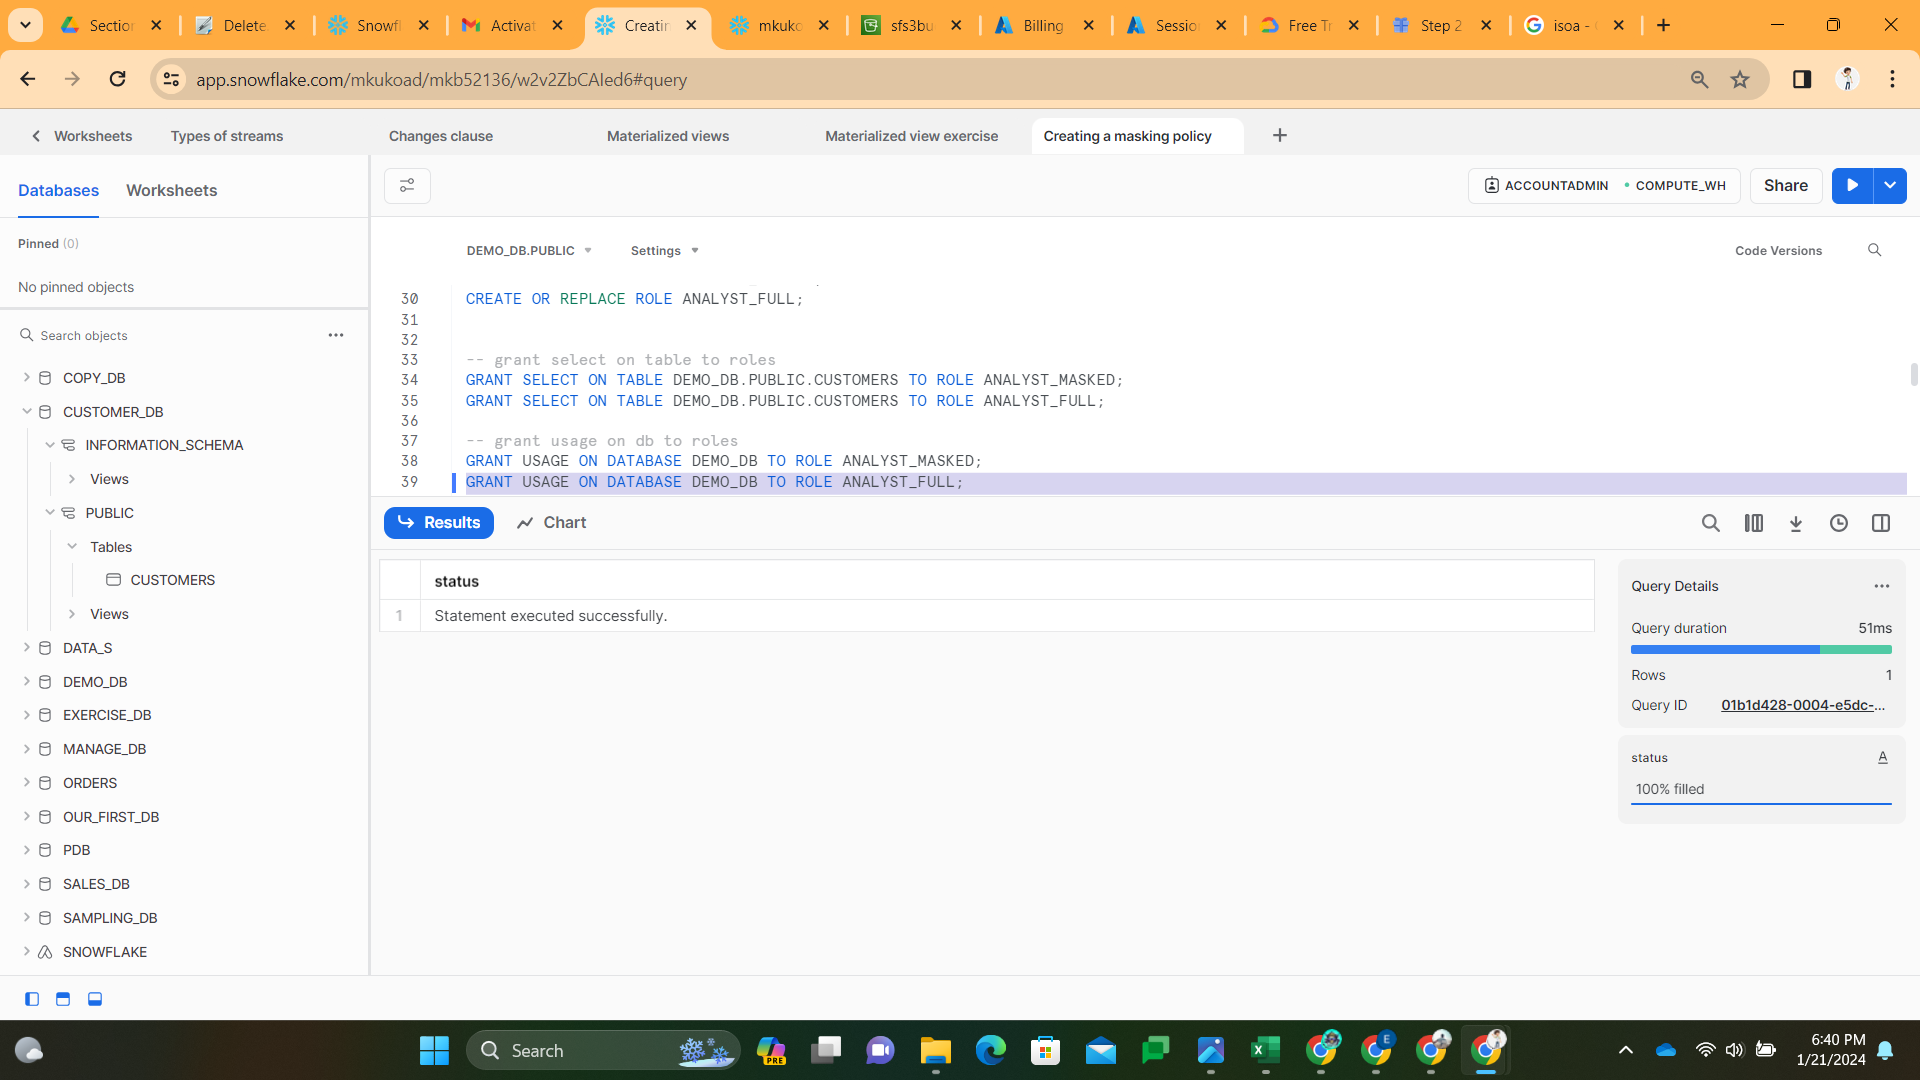 Section
Delete
Snowfl
Activat
Creatin
mkuko
sfs3bu
Billing
Sessio
Free Tr
Step 2
isoa -
app.snowflake.com/mkukoad/mkb52136/w2v2ZbCAIed6#query
Worksheets
Types of streams
Changes clause
Materialized views
Materialized view exercise
Creating a masking policy
Databases
Worksheets
ACCOUNTADMIN
COMPUTE_WH
Share
Pinned (0)
No pinned objects
DEMO_DB.PUBLIC
Settings
Code Versions
Search objects
COPY_DB
CUSTOMER_DB
INFORMATION_SCHEMA
Views
PUBLIC
Tables
CUSTOMERS
Views
DATA_S
DEMO_DB
EXERCISE_DB
MANAGE_DB
ORDERS
OUR_FIRST_DB
PDB
SALES_DB
SAMPLING_DB
SNOWFLAKE
30 CREATE OR REPLACE ROLE ANALYST_FULL;
31
32
33 -- grant select on table to roles
34 GRANT SELECT ON TABLE DEMO_DB.PUBLIC.CUSTOMERS TO ROLE ANALYST_MASKED;
35 GRANT SELECT ON TABLE DEMO_DB.PUBLIC.CUSTOMERS TO ROLE ANALYST_FULL;
36
37 -- grant usage on db to roles
38 GRANT USAGE ON DATABASE DEMO_DB TO ROLE ANALYST_MASKED;
39 GRANT USAGE ON DATABASE DEMO_DB TO ROLE ANALYST_FULL;
Results
Chart
status
1 Statement executed successfully.
Query Details
Query duration 51ms
Rows 1
Query ID 01b1d428-0004-e5dc-...
status A
100% filled
Search
PRE
E
6:40 PM
1/21/2024